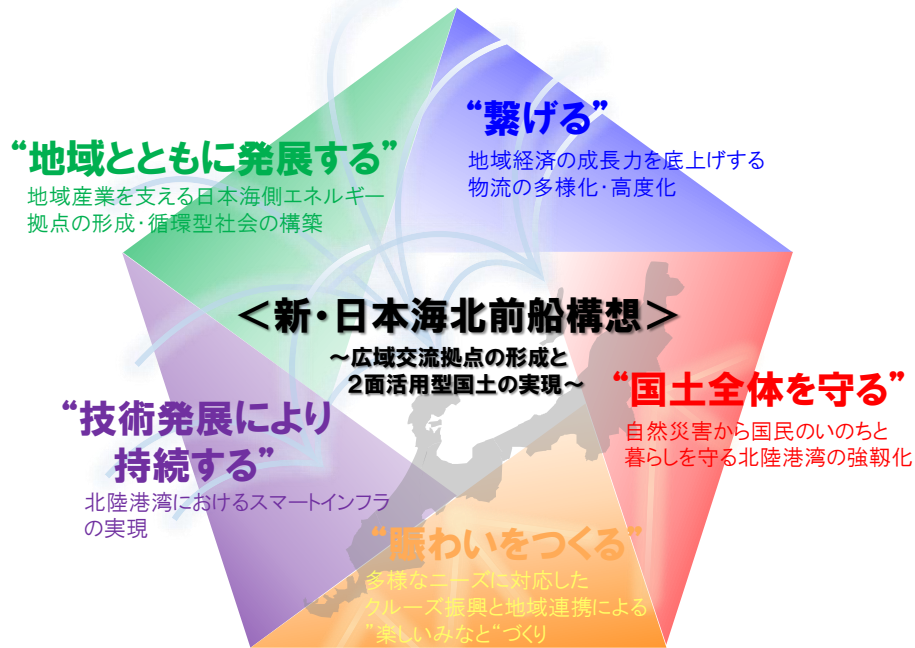 “繋げる”
地域経済の成長力を底上げする
物流の多様化・高度化
“地域とともに発展する”
地域産業を支える日本海側エネルギー
拠点の形成・循環型社会の構築
＜新・日本海北前船構想＞
～広域交流拠点の形成と
２面活用型国土の実現～
“国土全体を守る”
自然災害から国民のいのちと
暮らしを守る北陸港湾の強靱化
“技術発展により
持続する”
北陸港湾におけるスマートインフラ
の実現
“賑わいをつくる”
多様なニーズに対応した
クルーズ振興と地域連携による
”楽しいみなと“づくり